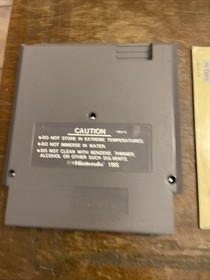 CAUTION
•DO NOT STORE IN EXTREME TEMPERATURES.
•DO NOT IMMERSE IN WATER.
•DO NOT CLEAN WITH BENZENE, THINNER,
ALCOHOL OR OTHER SUCH SOLVENTS.
©Nintendo 1985